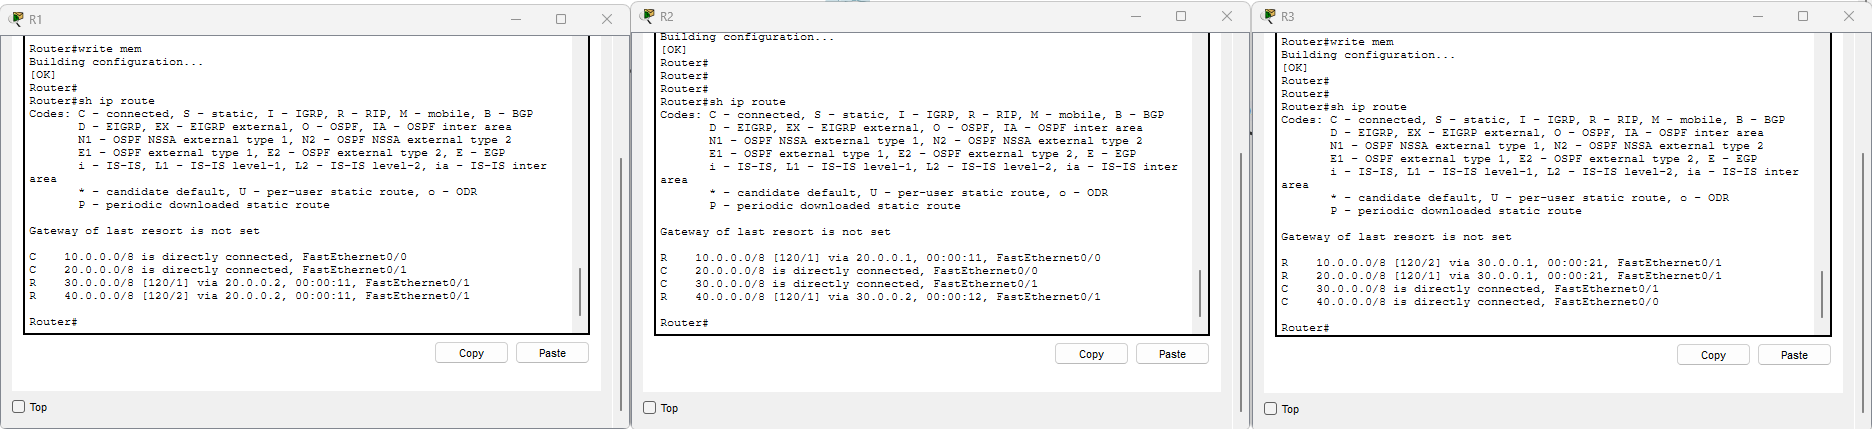 R1
Router#write mem
Building configuration...
[OK]
Router#
Router#sh ip route
Codes: C - connected, S - static, I - IGRP, R - RIP, M - mobile, B - BGP
D - EIGRP, EX - EIGRP external, O - OSPF, IA - OSPF inter area
N1 - OSPF NSSA external type 1, N2 - OSPF NSSA external type 2
E1 - OSPF external type 1, E2 - OSPF external type 2, E - EGP
i - IS-IS, L1 - IS-IS level-1, L2 - IS-IS level-2, ia - IS-IS inter
area
* - candidate default, U - per-user static route, o - ODR
P - periodic downloaded static route
Gateway of last resort is not set
C 10.0.0.0/8 is directly connected, FastEthernet0/0
C 20.0.0.0/8 is directly connected, FastEthernet0/1
R 30.0.0.0/8 [120/1] via 20.0.0.2, 00:00:11, FastEthernet0/1
R 40.0.0.0/8 [120/2] via 20.0.0.2, 00:00:11, FastEthernet0/1
Router#
Copy
Paste
Top
R2
Building configuration...
[OK]
Router#
Router#
Router#
Router#sh ip route
Codes: C - connected, S - static, I - IGRP, R - RIP, M - mobile, B - BGP
D - EIGRP, EX - EIGRP external, O - OSPF, IA - OSPF inter area
N1 - OSPF NSSA external type 1, N2 - OSPF NSSA external type 2
E1 - OSPF external type 1, E2 - OSPF external type 2, E - EGP
i - IS-IS, L1 - IS-IS level-1, L2 - IS-IS level-2, ia - IS-IS inter
area
* - candidate default, U - per-user static route, o - ODR
P - periodic downloaded static route
Gateway of last resort is not set
R 10.0.0.0/8 [120/1] via 20.0.0.1, 00:00:11, FastEthernet0/0
C 20.0.0.0/8 is directly connected, FastEthernet0/0
C 30.0.0.0/8 is directly connected, FastEthernet0/1
R 40.0.0.0/8 [120/1] via 30.0.0.2, 00:00:12, FastEthernet0/1
Router#
Copy
Paste
Top
R3
Router#write mem
Building configuration...
[OK]
Router#
Router#
Router#sh ip route
Codes: C - connected, S - static, I - IGRP, R - RIP, M - mobile, B - BGP
D - EIGRP, EX - EIGRP external, O - OSPF, IA - OSPF inter area
N1 - OSPF NSSA external type 1, N2 - OSPF NSSA external type 2
E1 - OSPF external type 1, E2 - OSPF external type 2, E - EGP
i - IS-IS, L1 - IS-IS level-1, L2 - IS-IS level-2, ia - IS-IS inter
area
* - candidate default, U - per-user static route, o - ODR
P - periodic downloaded static route
Gateway of last resort is not set
R 10.0.0.0/8 [120/2] via 30.0.0.1, 00:00:21, FastEthernet0/1
R 20.0.0.0/8 [120/1] via 30.0.0.1, 00:00:21, FastEthernet0/1
C 30.0.0.0/8 is directly connected, FastEthernet0/1
C 40.0.0.0/8 is directly connected, FastEthernet0/0
Router#
Copy
Paste
Top